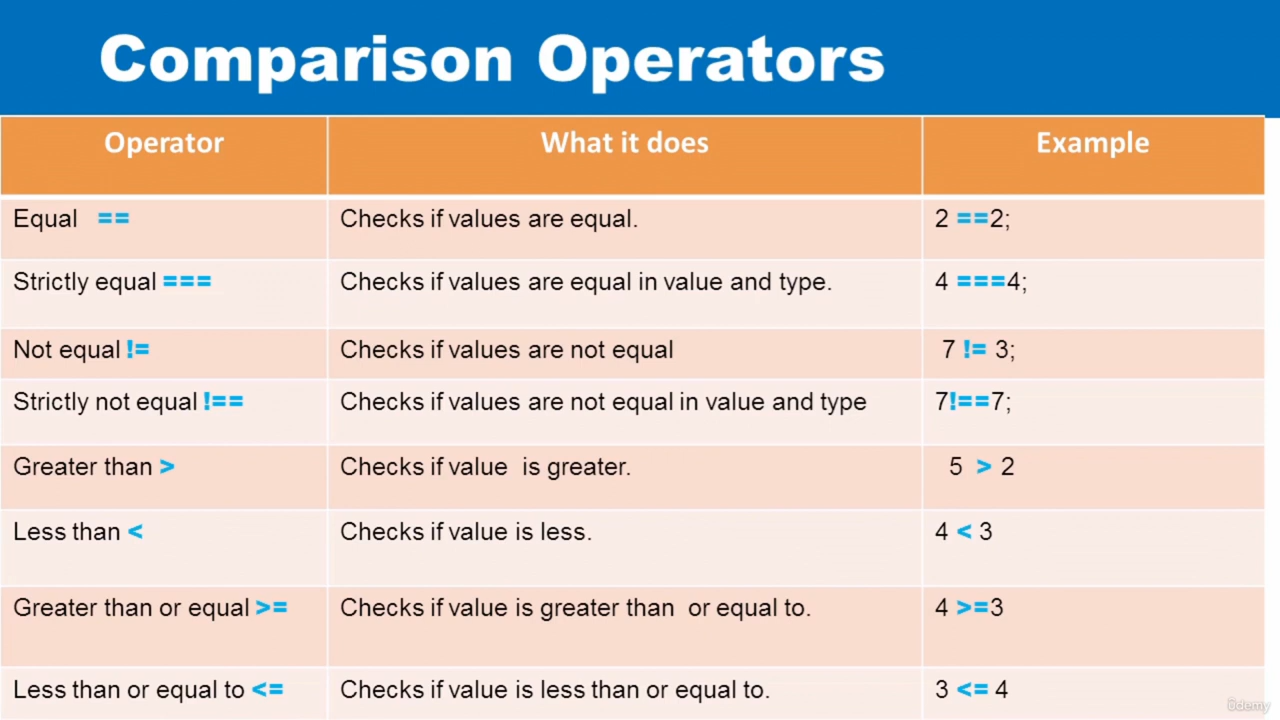 Comparison Operators
Operator What it does Example
Equal == Checks if values are equal. 2 ==2;
Strictly equal === Checks if values are equal in value and type. 4 ===4;
Not equal != Checks if values are not equal 7 != 3;
Strictly not equal !== Checks if values are not equal in value and type 7!==7;
Greater than > Checks if value is greater. 5 > 2
Less than < Checks if value is less. 4 < 3
Greater than or equal >= Checks if value is greater than or equal to. 4 >=3
Less than or equal to <= Checks if value is less than or equal to. 3 <= 4
Udemy